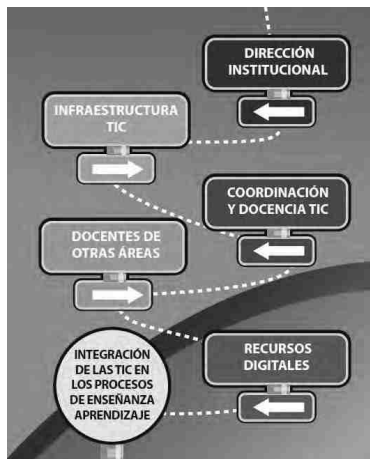 DIRECCIÓN
INSTITUCIONAL
INFRAESTRUCTURA
TIC
COORDINACIÓN
Y DOCENCIA TIC
DOCENTES DE
OTRAS ÁREAS
RECURSOS
DIGITALES
INTEGRACIÓN
DE LAS TIC EN
LOS PROCESOS
DE ENSEÑANZA
APRENDIZAJE